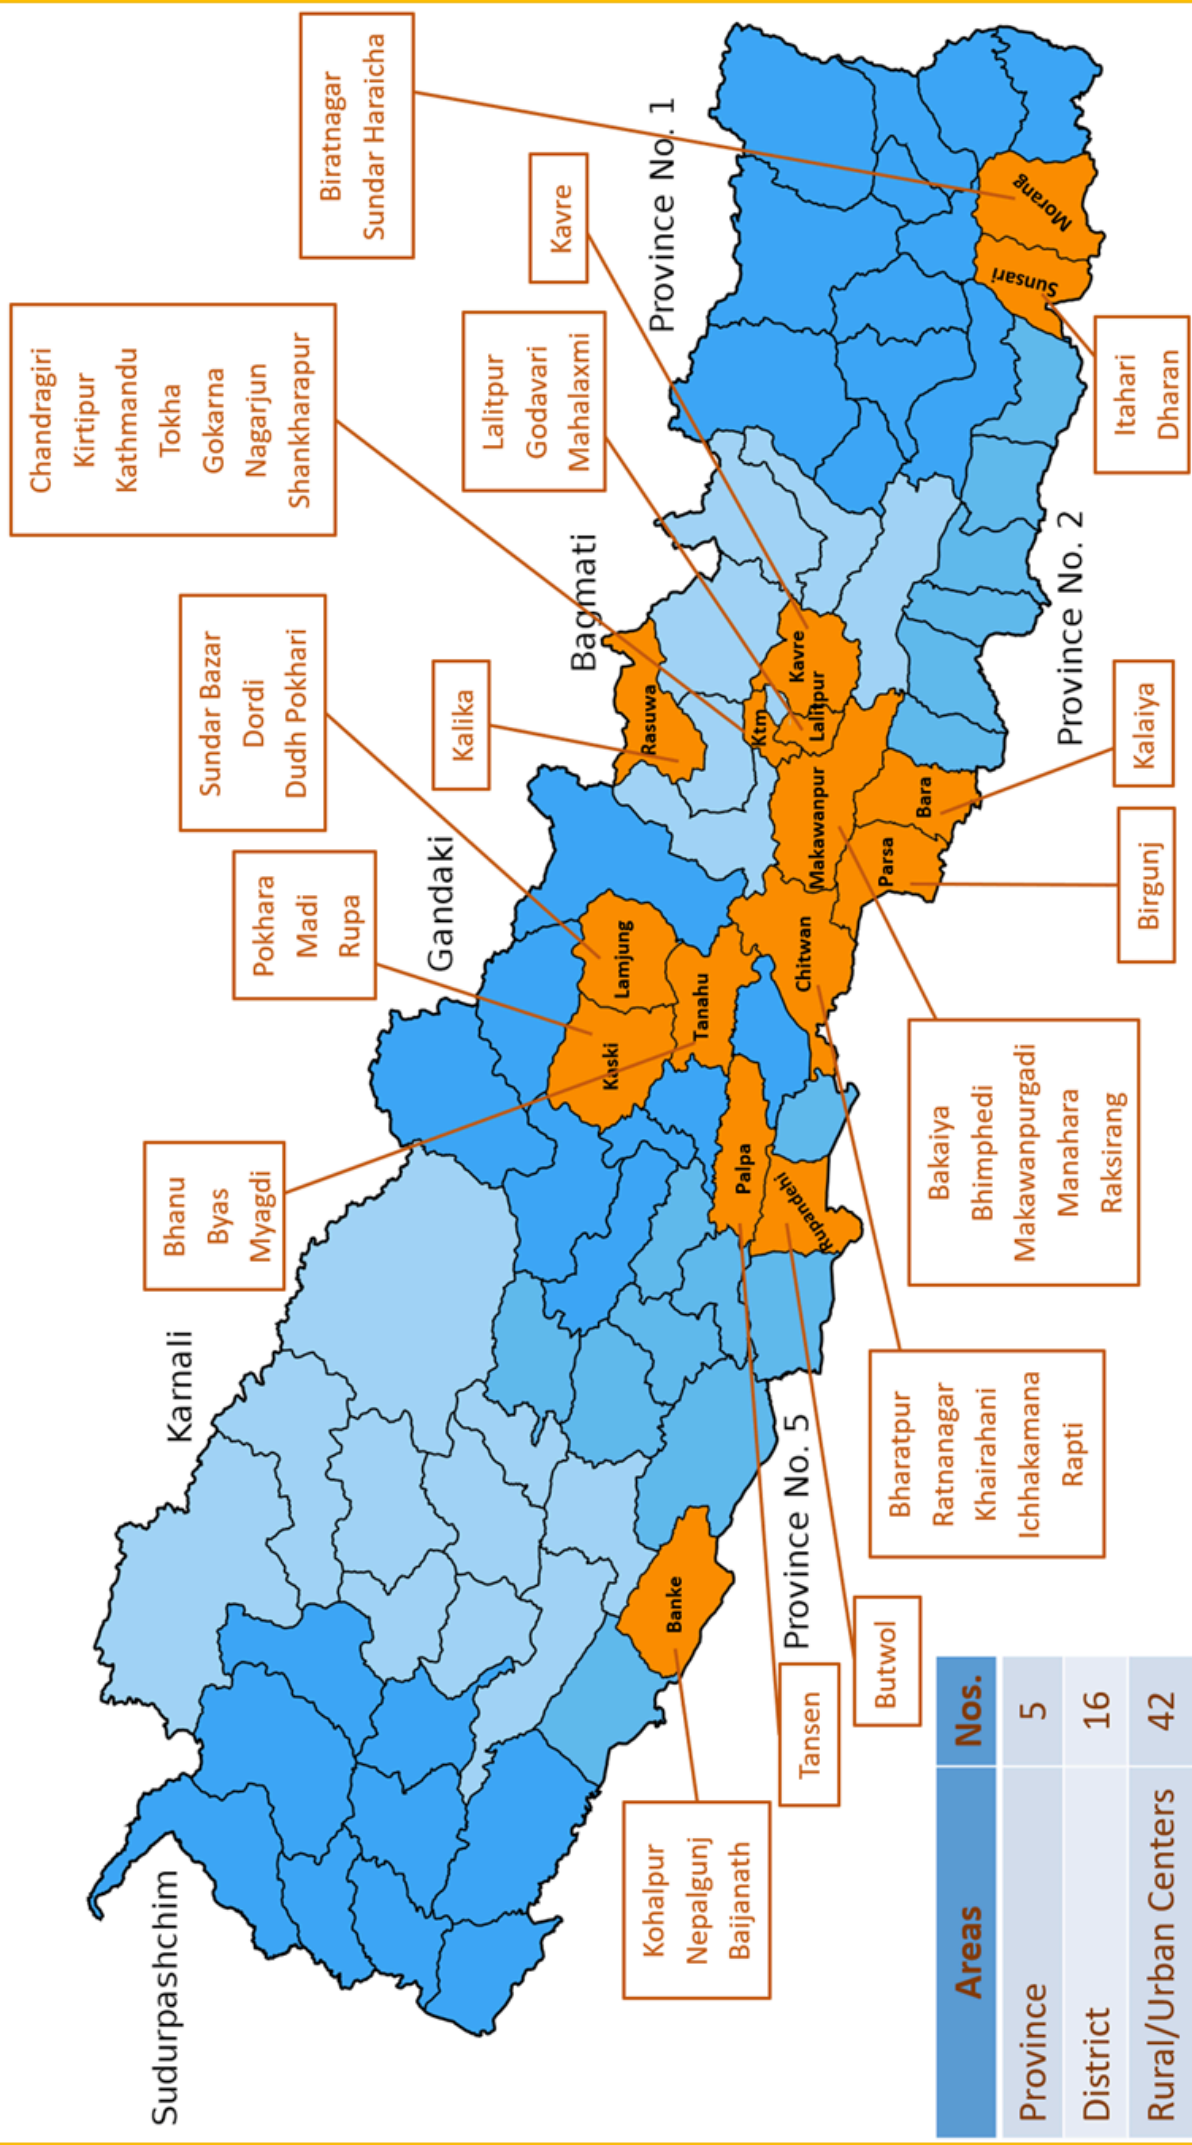 Sudurpashchim
Karnali
Gandaki
Bagmati
Province No. 1
Province No. 2
Province No. 5
Bhanu
Byas
Myagdi
Pokhara
Madi
Rupa
Sundar Bazar
Dordi
Dudh Pokhari
Kalika
Chandragiri
Kirtipur
Kathmandu
Tokha
Gokarna
Nagarjun
Shankharapur
Lalitpur
Godavari
Mahalaxmi
Kavre
Biratnagar
Sundar Haraicha
Itahari
Dharan
Kalaiya
Birgunj
Bakaiya
Bhimphedi
Makawanpurgadi
Manahara
Raksirang
Bharatpur
Ratnanagar
Khairahani
Ichhakamana
Rapti
Butwol
Tansen
Kohalpur
Nepalgunj
Baijanath
Banke
Palpa
Rupandehi
Kaski
Lamjung
Tanahu
Chitwan
Makawanpur
Parsa
Bara
Rasuwa
Ktm
Lalitpur
Kavre
Sunsari
Morang
Areas Nos.
Province 5
District 16
Rural/Urban Centers 42